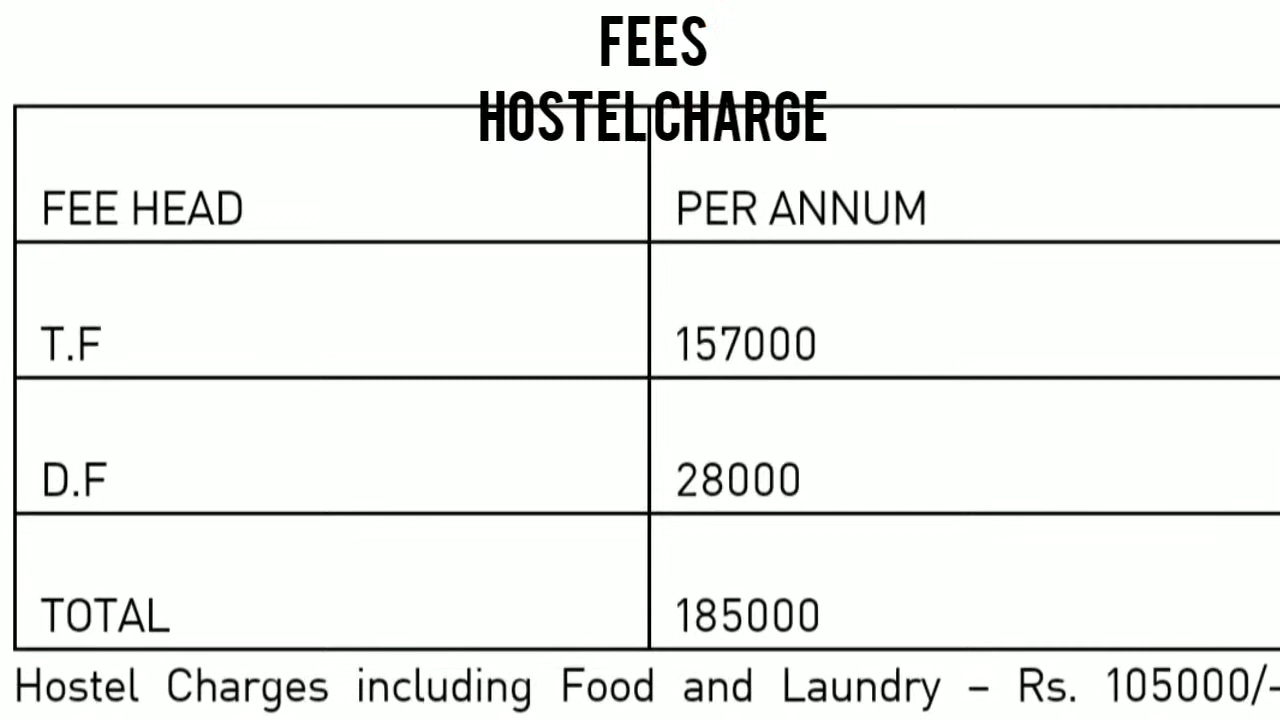 FEES
HOSTEL CHARGE
FEE HEAD PER ANNUM
T.F 157000
D.F 28000
TOTAL 185000
Hostel Charges including Food and Laundry – Rs. 105000/-